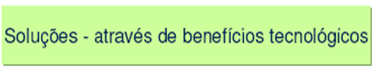 Soluções - através de benefícios tecnológicos